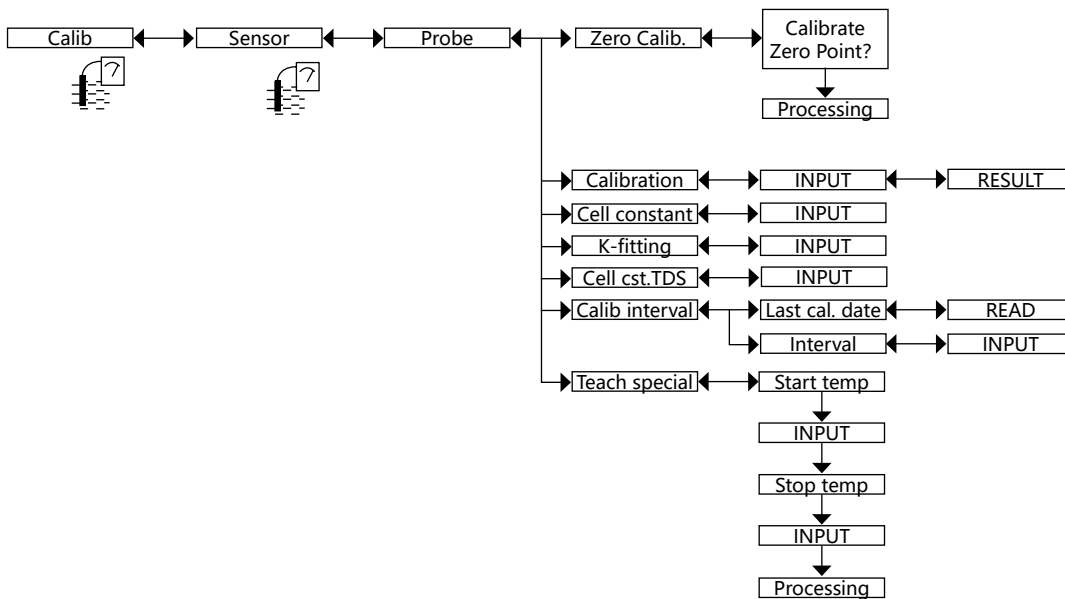 Calib
Sensor
Probe
Zero Calib.
Calibrate
Zero Point?
Processing
Calibration
INPUT
RESULT
Cell constant
INPUT
K-fitting
INPUT
Cell cst.TDS
INPUT
Calib interval
Last cal. date
READ
Interval
INPUT
Teach special
Start temp
INPUT
Stop temp
INPUT
Processing